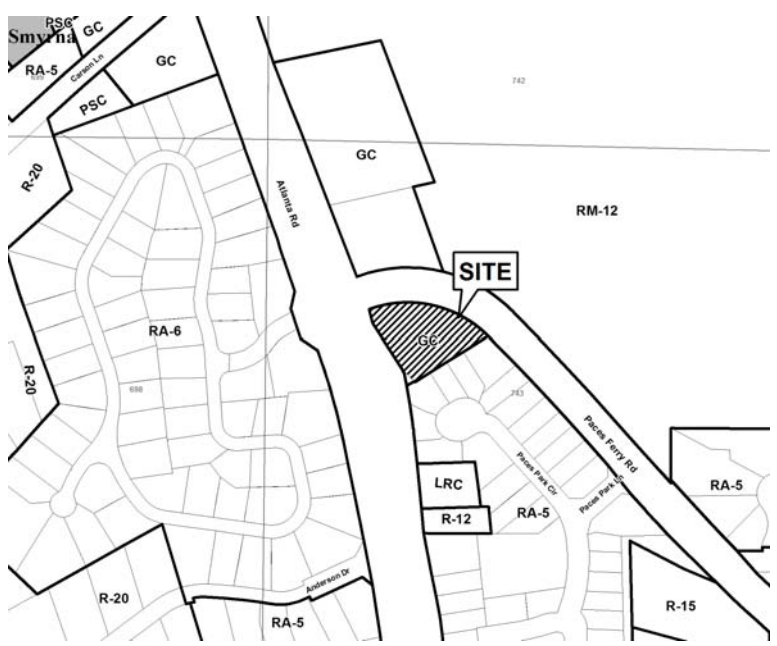 PSC
GC
Smyrna
RA-5
699
Carson Ln
GC
PSC
742
GC
R-20
Atlanta Rd
RM-12
SITE
RA-6
GC
R-20
698
743
Paces Ferry Rd
LRC
Paces Park Cir
Paces Park Ln
RA-5
R-12
RA-5
Anderson Dr
R-20
RA-5
R-15